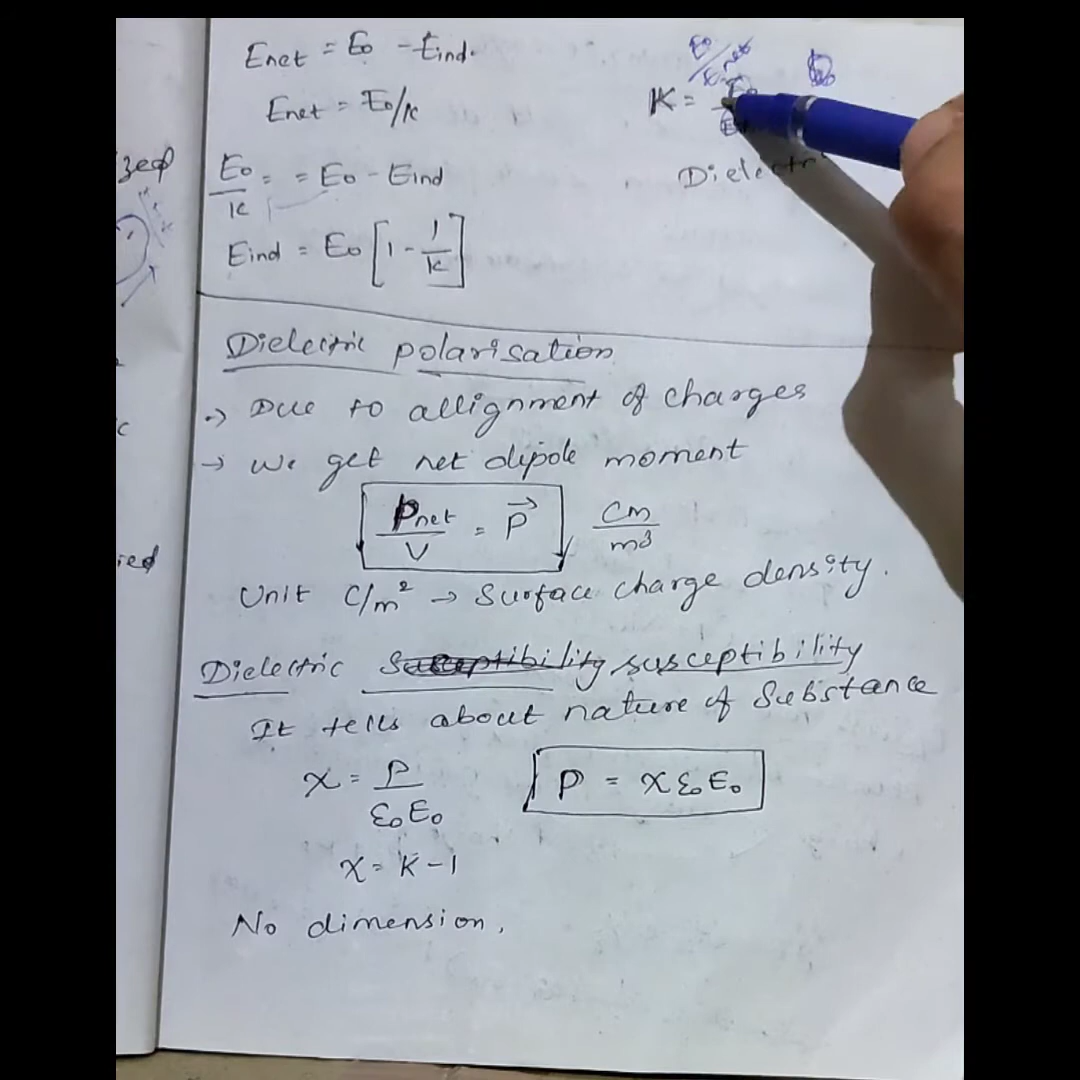 Enet = E0 - Eind.
E0/Enet
Enet = E0/K
K =
E0/K = = E0 - Eind
Eind = E0 [1 - 1/K]
Dielectric polarisation
-> Due to allignment of charges
-> We get net dipole moment
Pnet/V = P⃗ Cm/m³
Unit C/m² → Surface charge density.
Dielectric susceptibility
It tells about nature of Substance
χ = P/ε0E0
P = χε0E0
χ = K-1
No dimension.